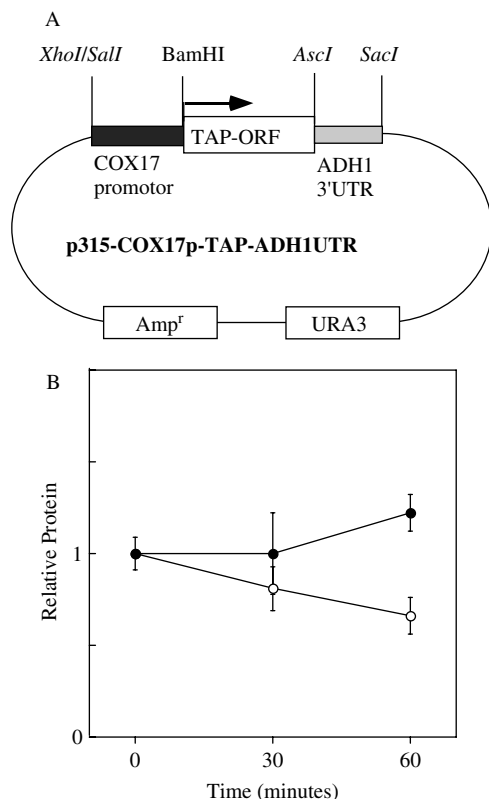 A
XhoI/SalI BamHI AscI SacI
TAP-ORF
COX17
promotor
ADH1
3'UTR
p315-COX17p-TAP-ADH1UTR
Ampr URA3
B
Relative Protein
1
0
0 30 60
Time (minutes)